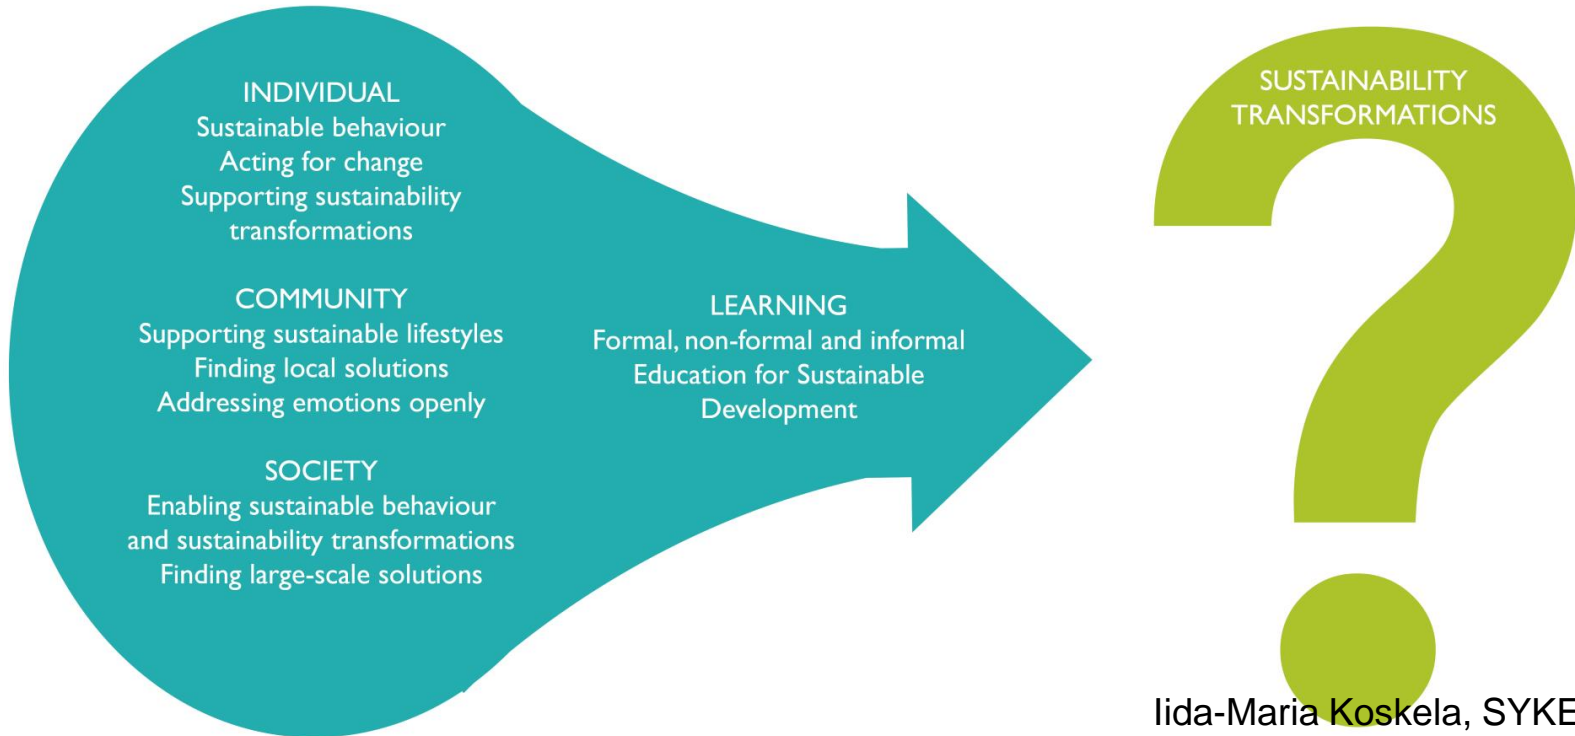 INDIVIDUAL
Sustainable behaviour
Acting for change
Supporting sustainability
transformations
COMMUNITY
Supporting sustainable lifestyles
Finding local solutions
Addressing emotions openly
SOCIETY
Enabling sustainable behaviour
and sustainability transformations
Finding large-scale solutions
LEARNING
Formal, non-formal and informal
Education for Sustainable
Development
SUSTAINABILITY
TRANSFORMATIONS
Iida-Maria Koskela, SYKE